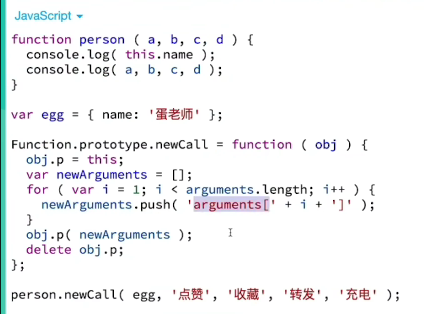 JavaScript
function person ( a, b, c, d ) {
  console.log( this.name );
  console.log( a, b, c, d );
}
var egg = { name: '蛋老师' };
Function.prototype.newCall = function ( obj ) {
  obj.p = this;
  var newArguments = [];
  for ( var i = 1; i < arguments.length; i++ ) {
    newArguments.push( 'arguments[' + i + ']' );
  }
  obj.p( newArguments );
  delete obj.p;
};
person.newCall( egg, '点赞', '收藏', '转发', '充电' );